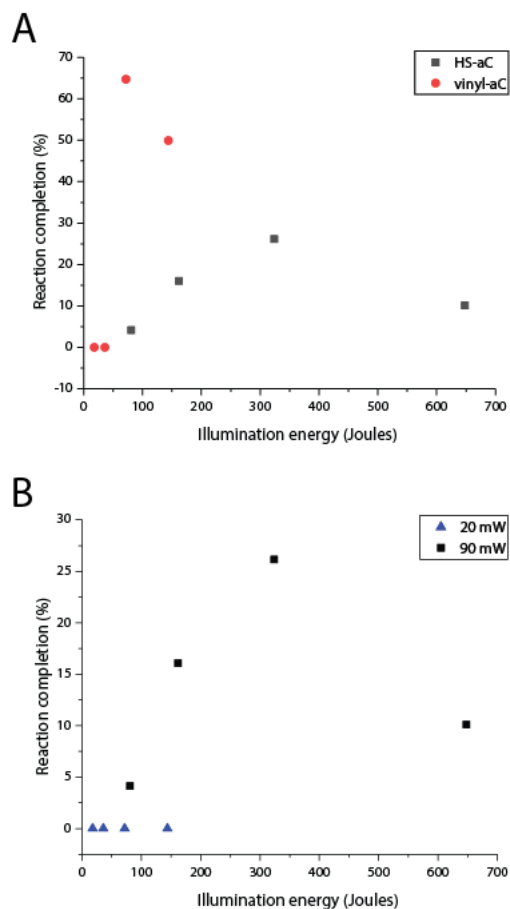 A
70
60
50
40
30
20
10
0
-10
Reaction completion (%)
HS-aC
vinyl-aC
0 100 200 300 400 500 600 700
Illumination energy (Joules)
B
30
25
20
15
10
5
0
Reaction completion (%)
20 mW
90 mW
0 100 200 300 400 500 600 700
Illumination energy (Joules)